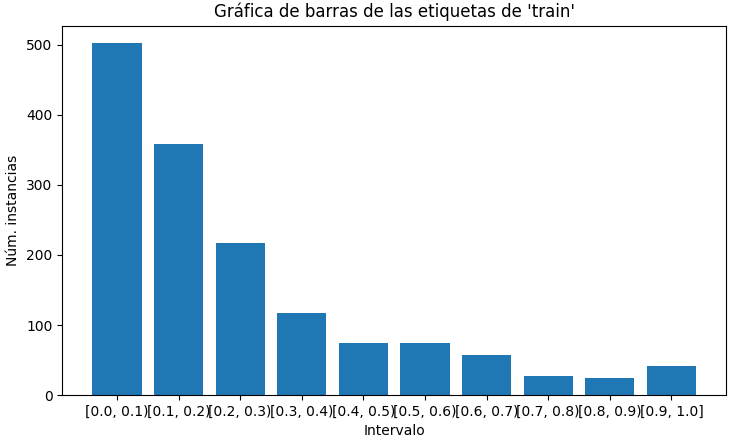 Gráfica de barras de las etiquetas de 'train'
500
400
300
200
100
0
Núm. instancias
[0.0, 0.1) [0.1, 0.2) [0.2, 0.3) [0.3, 0.4) [0.4, 0.5) [0.5, 0.6) [0.6, 0.7) [0.7, 0.8) [0.8, 0.9) [0.9, 1.0]
Intervalo